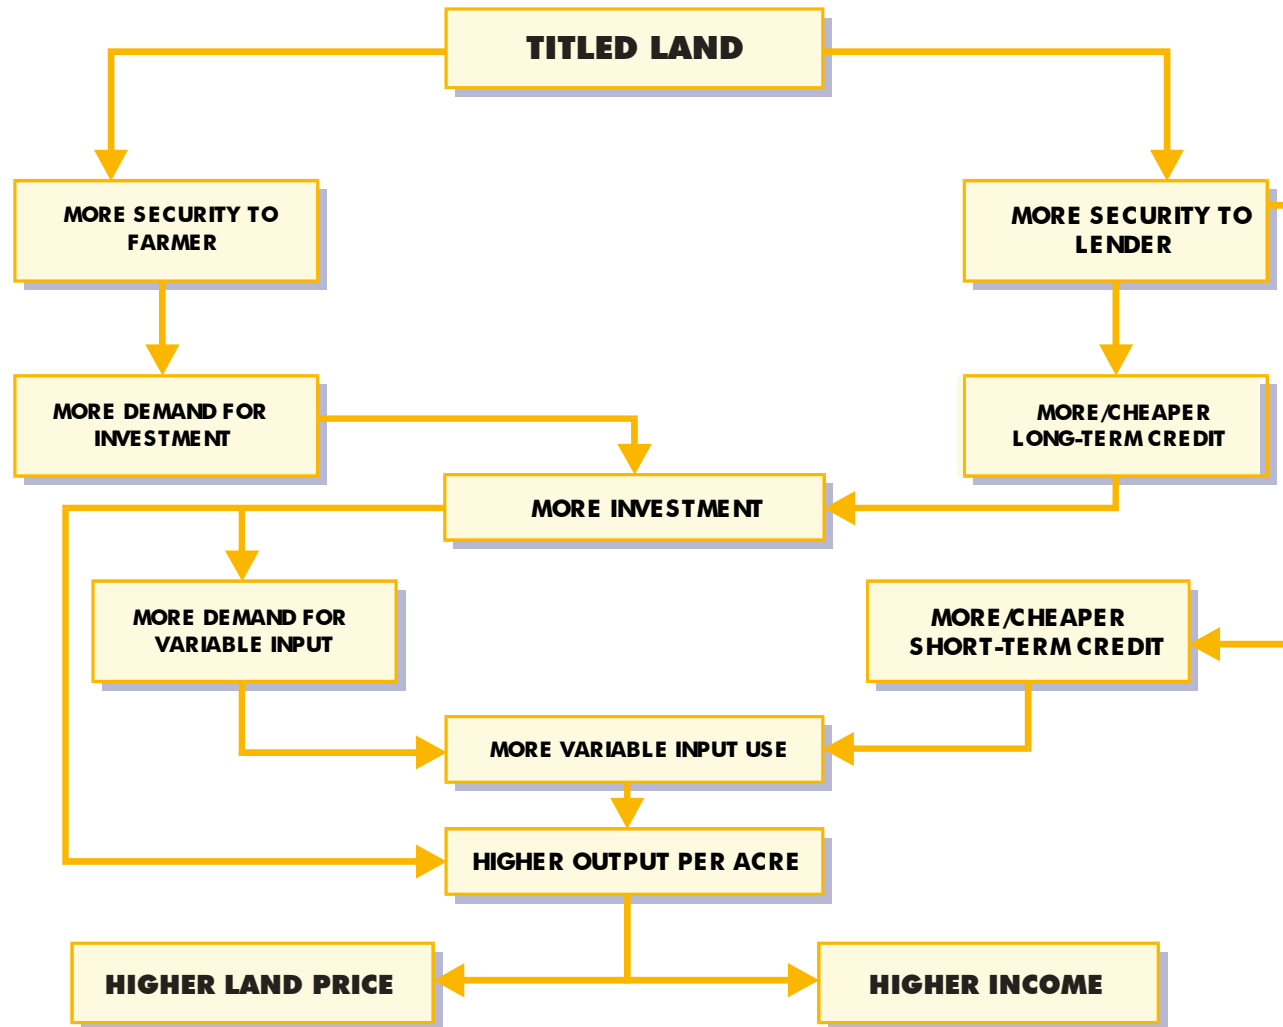 TITLED LAND
MORE SECURITY TO
FARMER
MORE SECURITY TO
LENDER
MORE DEMAND FOR
INVESTMENT
MORE/CHEAPER
LONG-TERM CREDIT
MORE INVESTMENT
MORE DEMAND FOR
VARIABLE INPUT
MORE/CHEAPER
SHORT-TERM CREDIT
MORE VARIABLE INPUT USE
HIGHER OUTPUT PER ACRE
HIGHER LAND PRICE
HIGHER INCOME